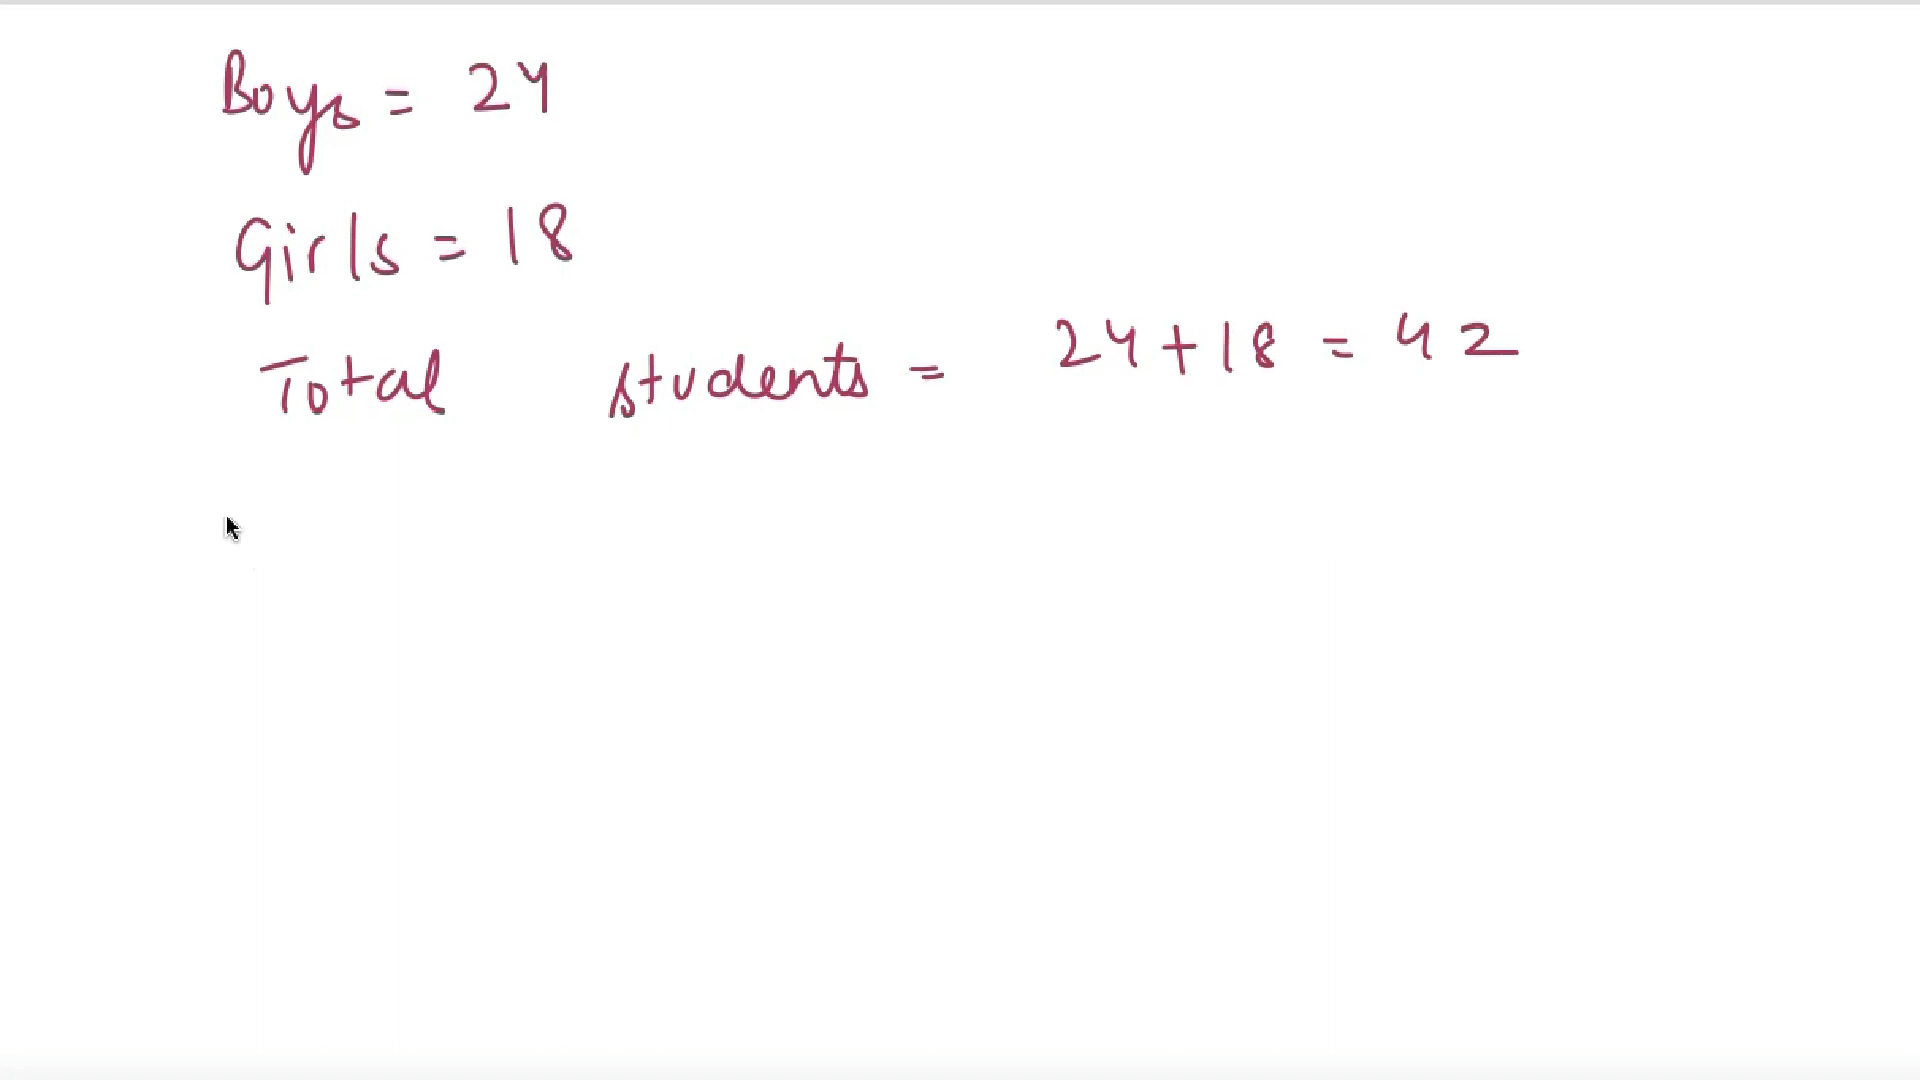 Boys = 24
Girls = 18
Total students = 24 + 18 = 42